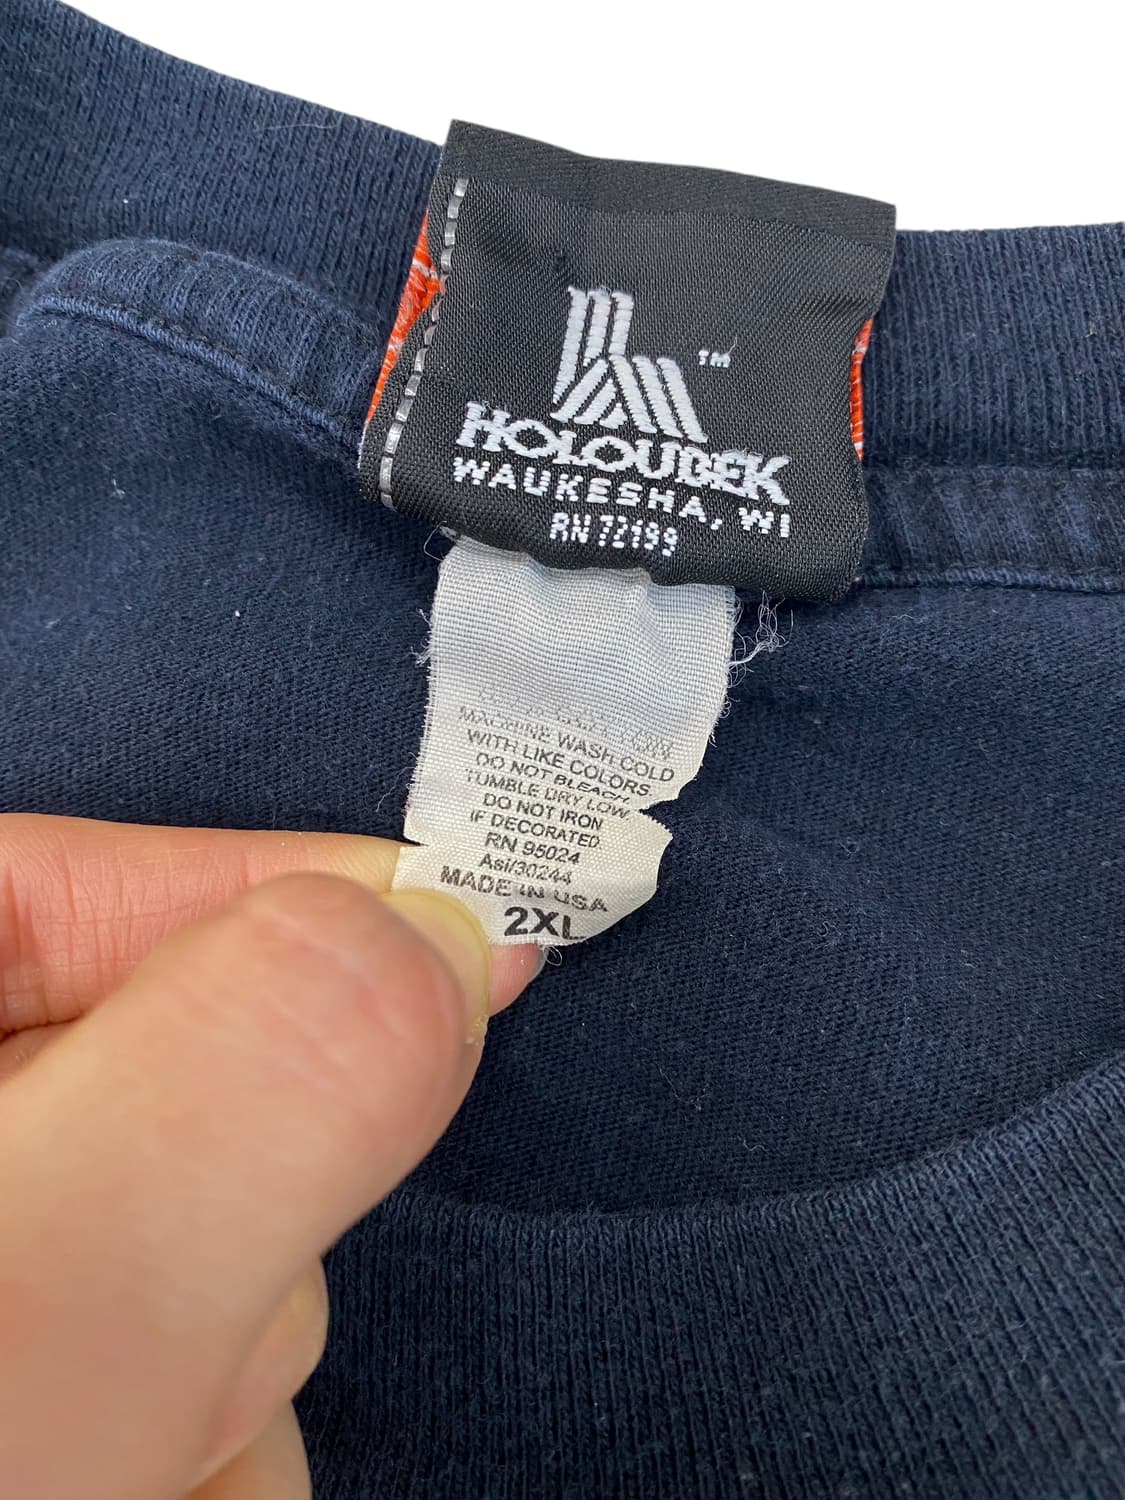 TM
HOLOUBEK
WAUKESHA, WI
RN 72199
MACHINE WASH COLD
WITH LIKE COLORS.
DO NOT BLEACH.
TUMBLE DRY LOW.
DO NOT IRON
IF DECORATED
RN 95024
Asi/30244
MADE IN USA
2XL